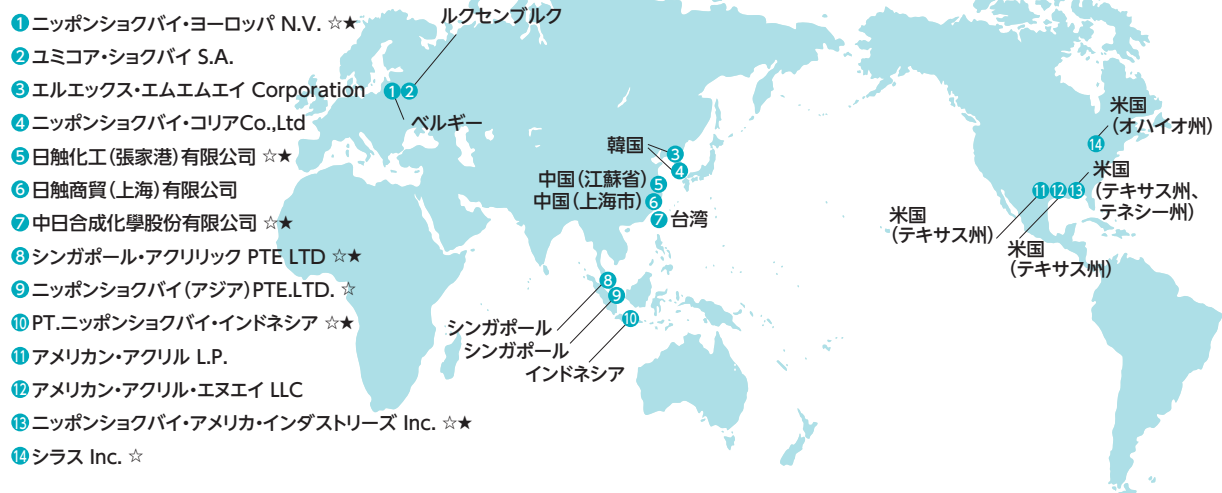 ❶ニッポンショクバイ・ヨーロッパ N.V. ☆★
❷ユミコア・ショクバイ S.A.
❸エルエックス・エムエムエイ Corporation
❹ニッポンショクバイ・コリアCo.,Ltd
❺日触化工（張家港）有限公司 ☆★
❻日触商貿（上海）有限公司
❼中日合成化學股份有限公司 ☆★
❽シンガポール・アクリリック PTE LTD ☆★
❾ニッポンショクバイ（アジア）PTE.LTD. ☆
❿PT.ニッポンショクバイ・インドネシア ☆★
⓫アメリカン・アクリル L.P.
⓬アメリカン・アクリル・エヌエイ LLC
⓭ニッポンショクバイ・アメリカ・インダストリーズ Inc. ☆★
⓮シラス Inc. ☆
ルクセンブルク
❶❷
ベルギー
韓国
❸
❹
中国（江蘇省）
❺
中国（上海市）
❻
❼台湾
❽
❾
❿
シンガポール
シンガポール
インドネシア
米国
（オハイオ州）
⓮
⓫⓬⓭
米国
（テキサス州、
テネシー州）
米国
（テキサス州）
米国
（テキサス州）